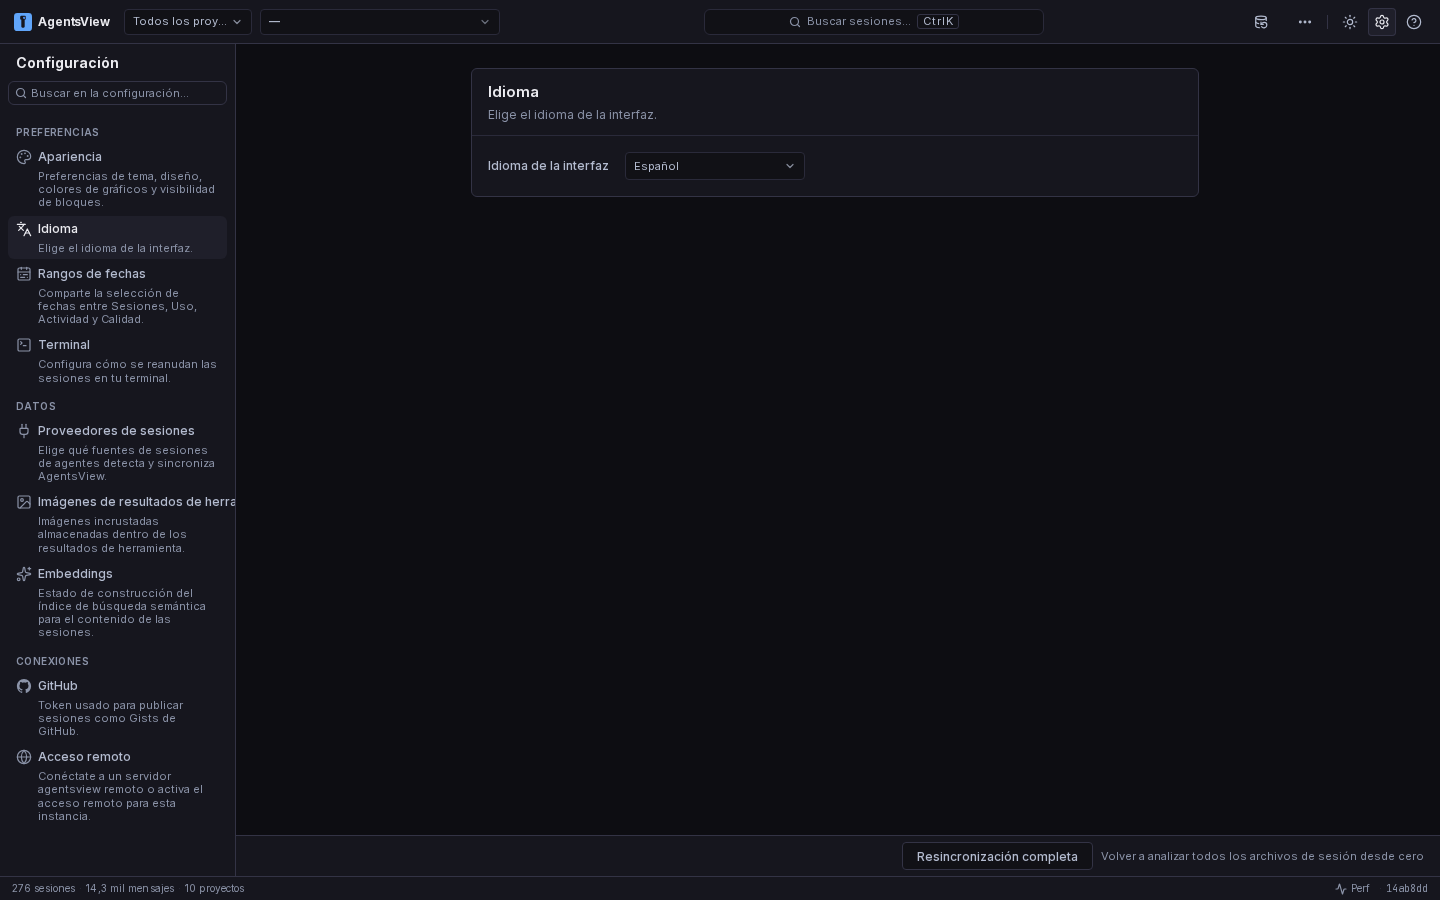 AgentsView
Todos los proy...
—
Buscar sesiones...
CtrlK
Configuración
Buscar en la configuración...
PREFERENCIAS
Apariencia
Preferencias de tema, diseño,
colores de gráficos y visibilidad
de bloques.
Idioma
Elige el idioma de la interfaz.
Rangos de fechas
Comparte la selección de
fechas entre Sesiones, Uso,
Actividad y Calidad.
Terminal
Configura cómo se reanudan las
sesiones en tu terminal.
DATOS
Proveedores de sesiones
Elige qué fuentes de sesiones
de agentes detecta y sincroniza
AgentsView.
Imágenes de resultados de herra
Imágenes incrustadas
almacenadas dentro de los
resultados de herramienta.
Embeddings
Estado de construcción del
índice de búsqueda semántica
para el contenido de las
sesiones.
CONEXIONES
GitHub
Token usado para publicar
sesiones como Gists de
GitHub.
Acceso remoto
Conéctate a un servidor
agentsview remoto o activa el
acceso remoto para esta
instancia.
Idioma
Elige el idioma de la interfaz.
Idioma de la interfaz
Español
Resincronización completa
Volver a analizar todos los archivos de sesión desde cero
276 sesiones
14,3 mil mensajes
10 proyectos
Perf
14ab8dd